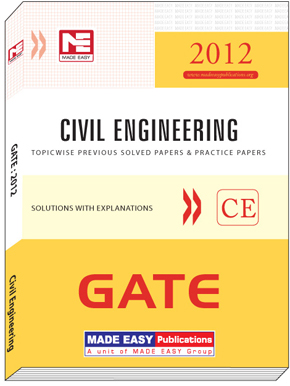 ME
MADE EASY
2012
www.madeeasypublications.org
CIVIL ENGINEERING
TOPICWISE PREVIOUS SOLVED PAPERS & PRACTICE PAPERS
SOLUTIONS WITH EXPLANATIONS
CE
GATE
MADE EASY Publications
A unit of MADE EASY Group
GATE : 2012
Civil Engineering